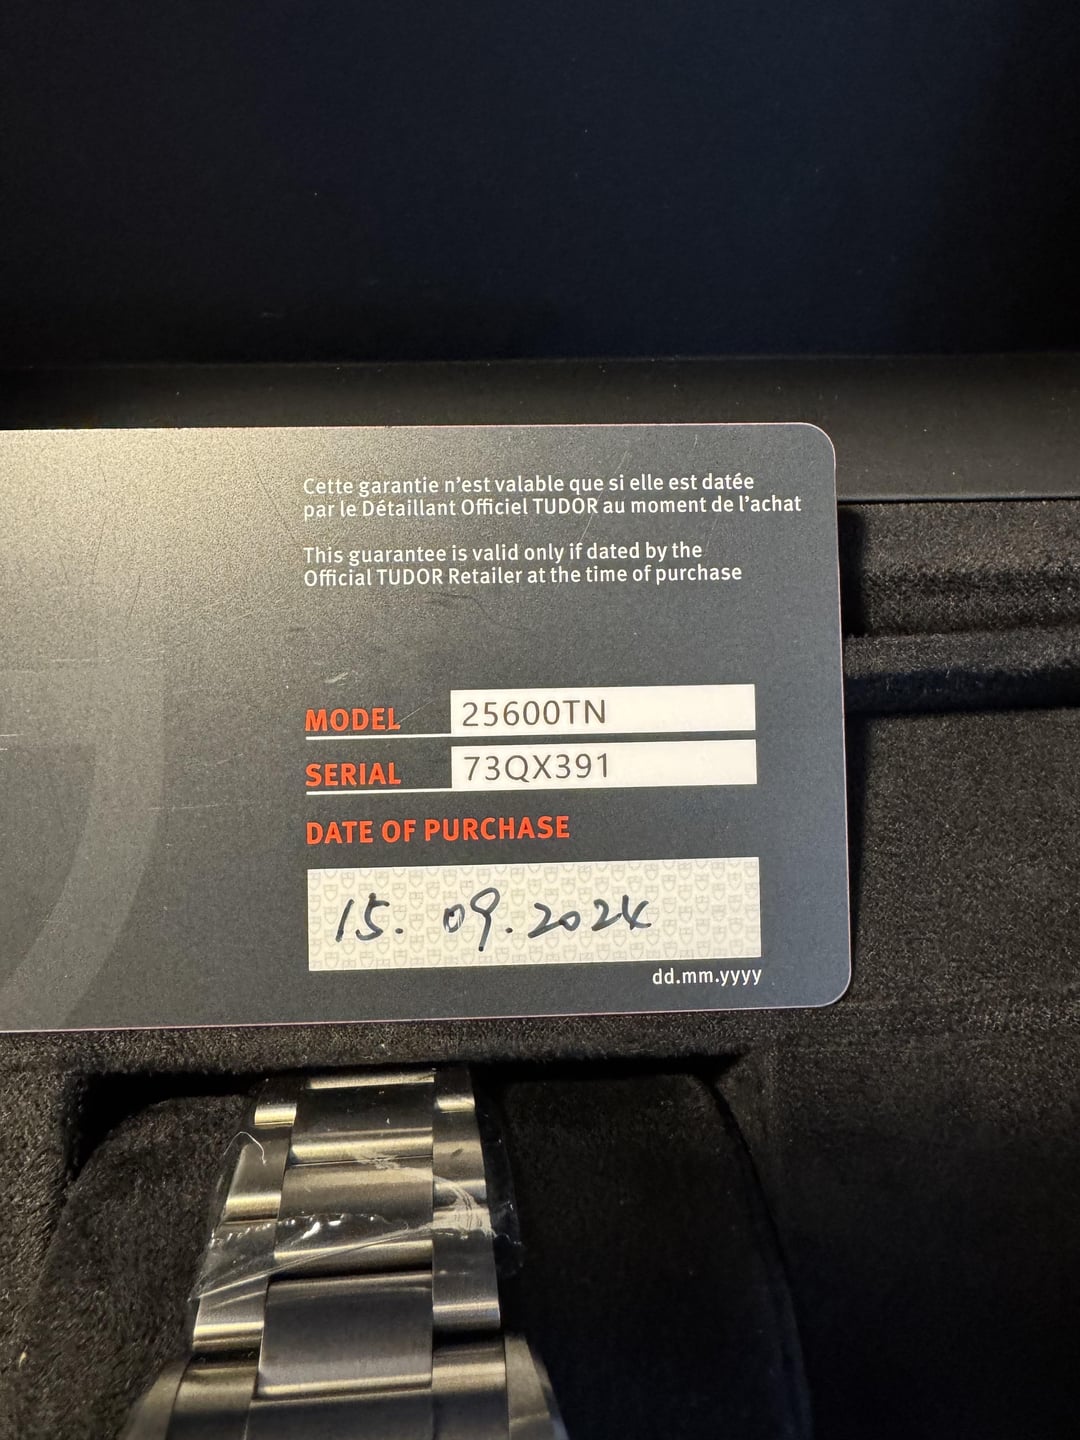 Cette garantie n'est valable que si elle est datée
par le Détaillant Officiel TUDOR au moment de l'achat
This guarantee is valid only if dated by the
Official TUDOR Retailer at the time of purchase
MODEL 25600TN
SERIAL 73QX391
DATE OF PURCHASE
15.09.2024
dd.mm.yyyy